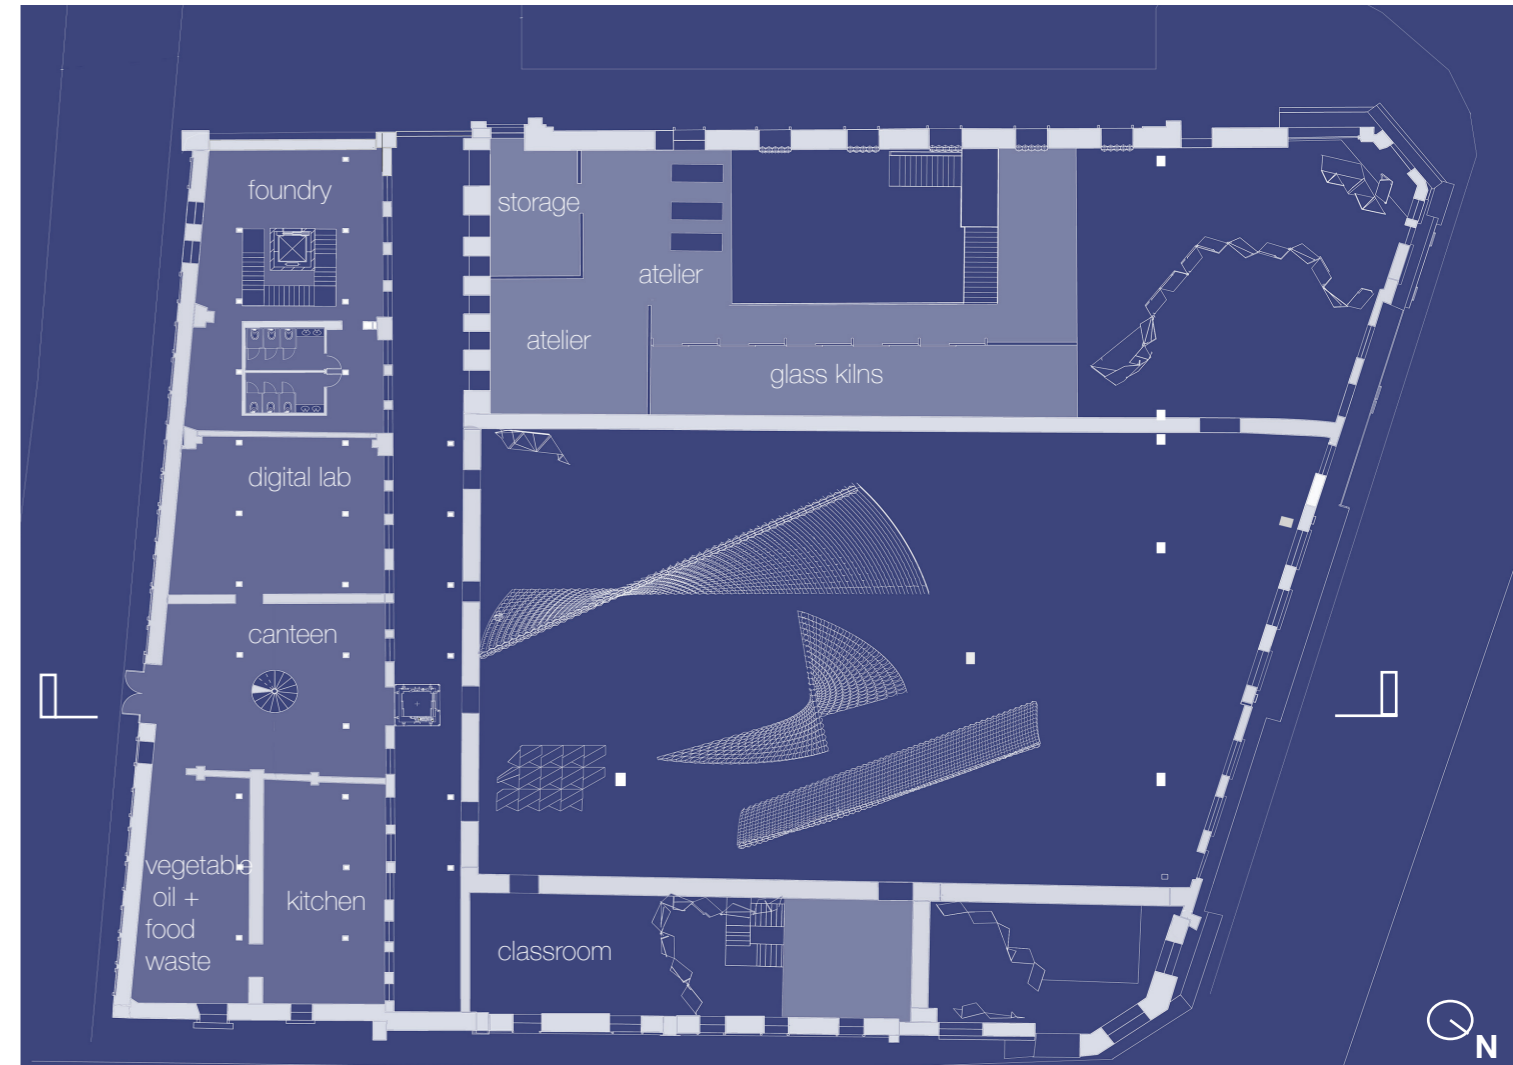 foundry
storage
atelier
atelier
glass kilns
digital lab
canteen
vegetable
oil +
food
waste
kitchen
classroom
N